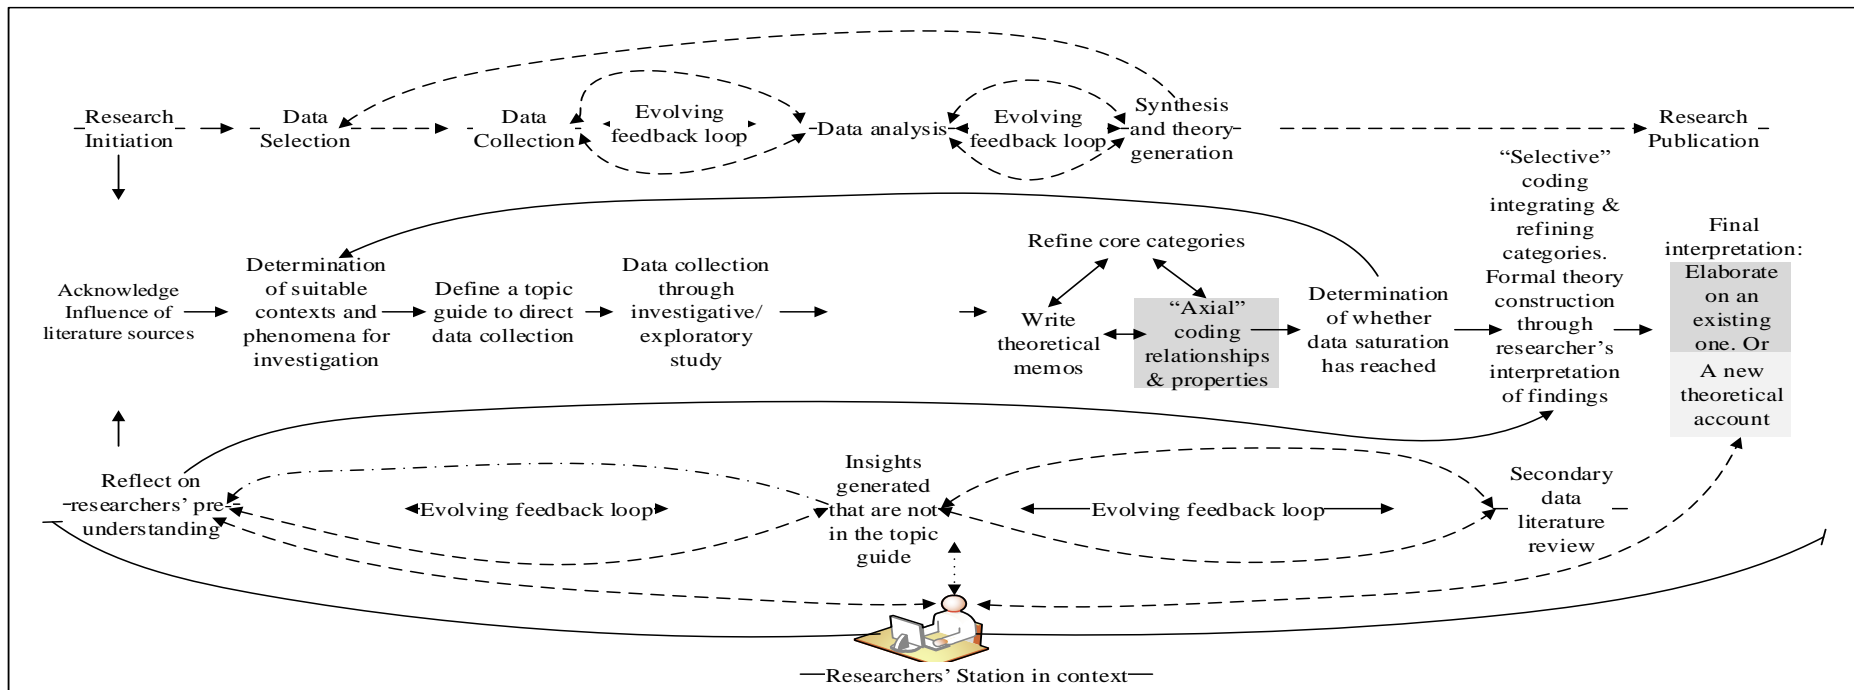 Research
Initiation
Data
Selection
Data
Collection
Evolving
feedback loop
Data analysis
Evolving
feedback loop
Synthesis
and theory
generation
Research
Publication
Acknowledge
Influence of
literature sources
Determination
of suitable
contexts and
phenomena for
investigation
Define a topic
guide to direct
data collection
Data collection
through
investigative/
exploratory
study
Refine core categories
Write
theoretical
memos
“Axial”
coding
relationships
& properties
Determination
of whether
data saturation
has reached
“Selective”
coding
integrating &
refining
categories.
Formal theory
construction
through
researcher’s
interpretation
of findings
Final
interpretation:
Elaborate
on an
existing
one. Or
A new
theoretical
account
Reflect on
researchers’ pre-
understanding
Evolving feedback loop
Insights
generated
that are not
in the topic
guide
Evolving feedback loop
Secondary
data
literature
review
Researchers’ Station in context